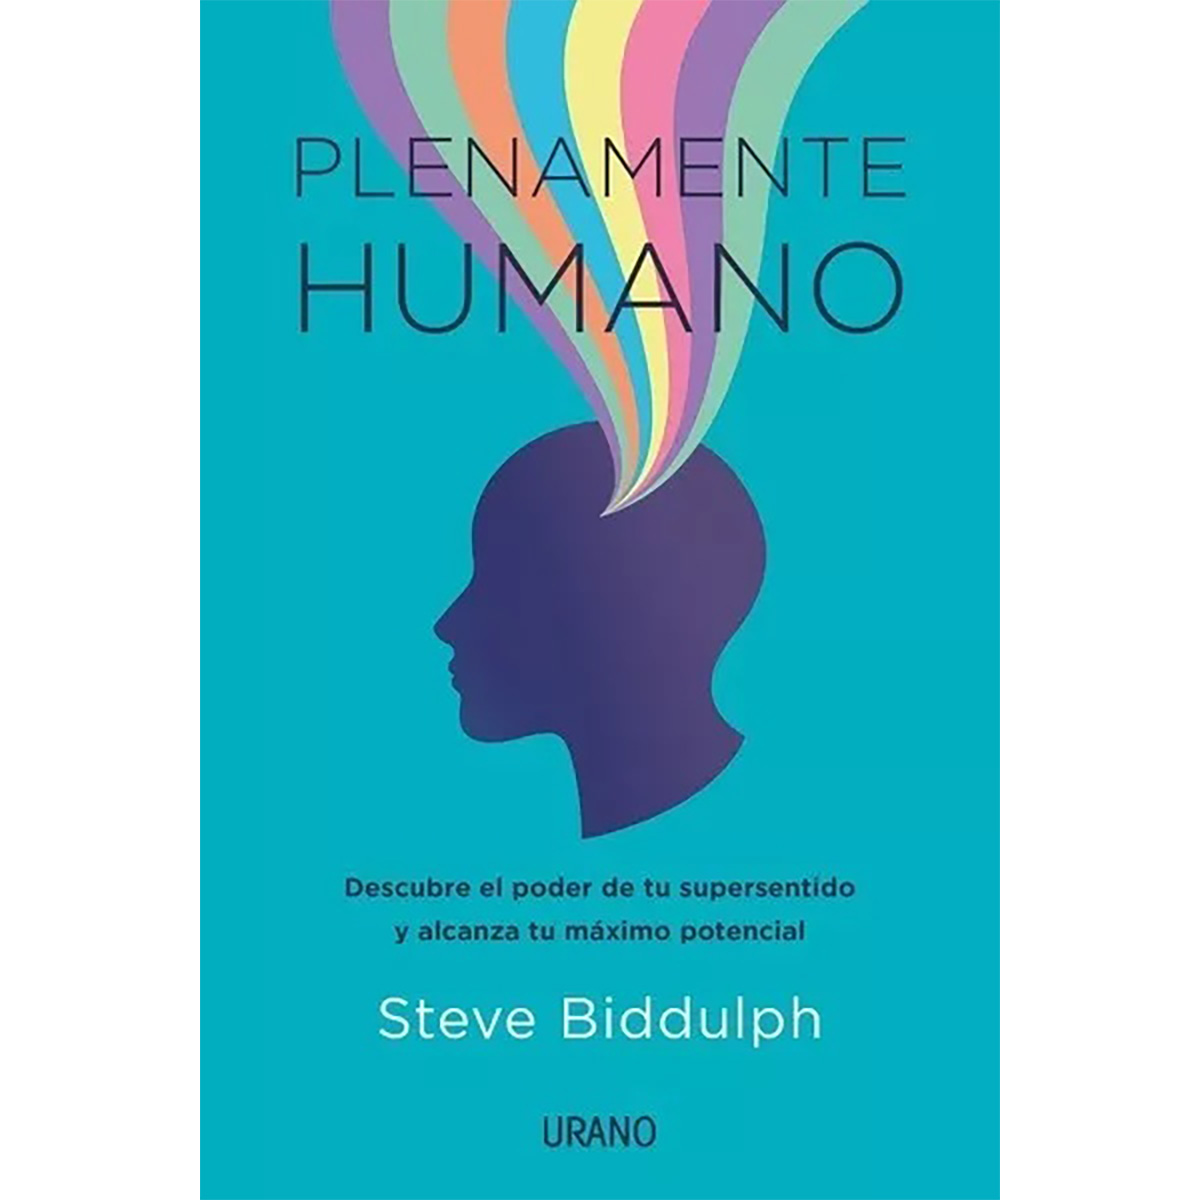 PLENAMENTE
HUMANO
Descubre el poder de tu supersentido
y alcanza tu máximo potencial
Steve Biddulph
URANO